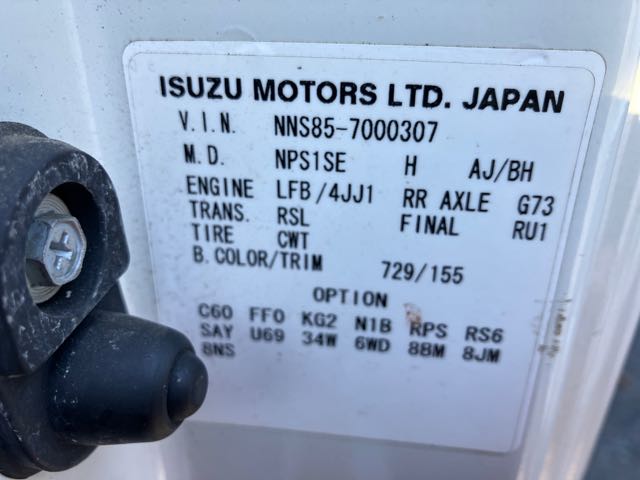 ISUZU MOTORS LTD. JAPAN
V.I.N. NNS85-7000307
M.D. NPS1SE H AJ/BH
ENGINE LFB/4JJ1 RR AXLE G73
TRANS. RSL FINAL RU1
TIRE CWT
B.COLOR/TRIM 729/155
OPTION
C60 FF0 KG2 N1B RPS RS6
SAY U69 34W 6WD 8BM 8JM
8NS